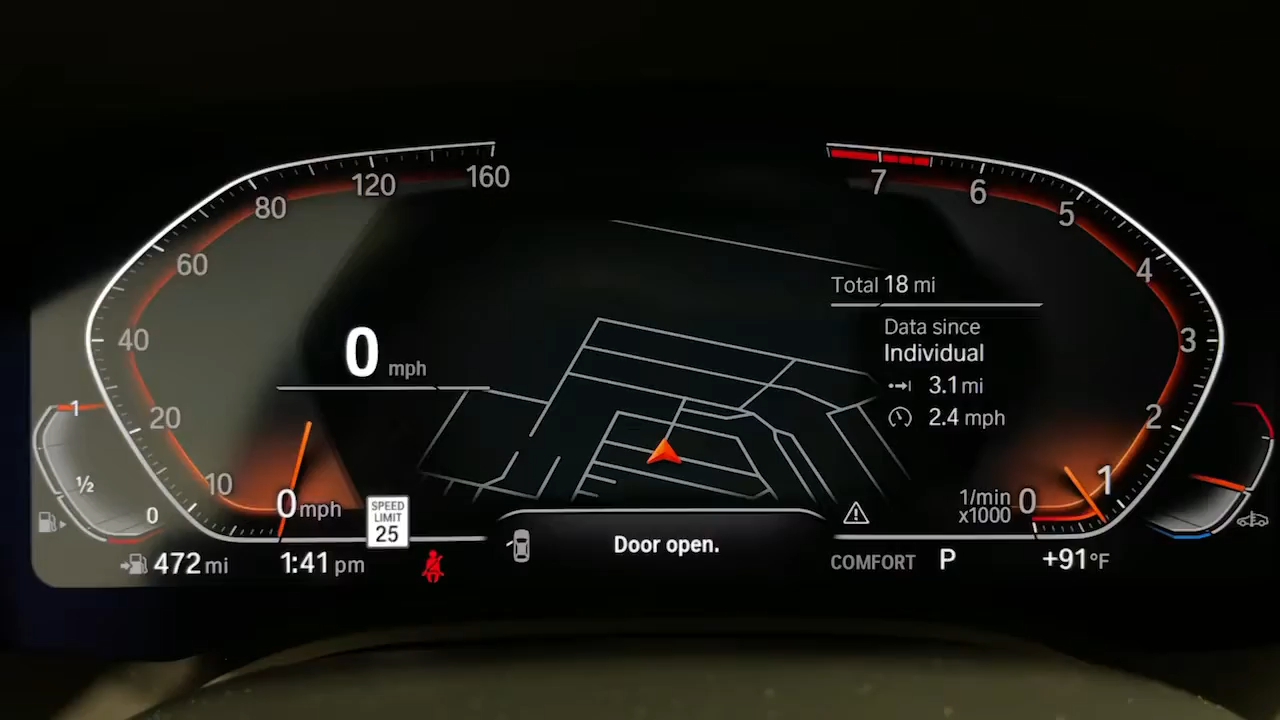 160
120
80
60
40
20
10
0 mph
0 mph
SPEED
LIMIT
25
1
½
0
472 mi
1:41 pm
Door open.
Total 18 mi
Data since
Individual
3.1 mi
2.4 mph
7
6
5
4
3
2
1
0
1/min
x1000
COMFORT
P
+91°F